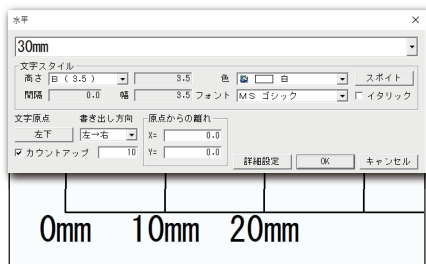 水平
30mm
文字スタイル
高さ 白 ( 3.5 ) 3.5 色 白 スポイト
間隔 0.0 幅 3.5 フォント MS ゴシック イタリック
文字原点 書き出し方向 原点からの離れ
左下 左→右 X= 0.0
カウントアップ 10 Y= 0.0
詳細設定 OK キャンセル
0mm 10mm 20mm